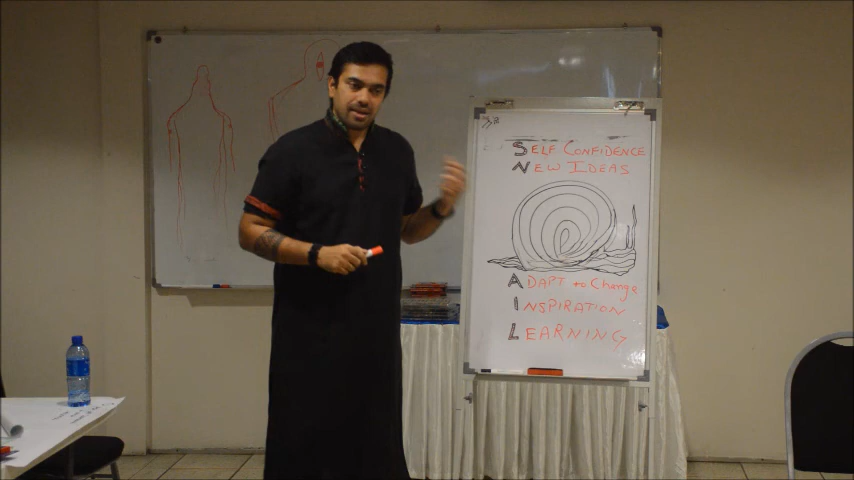 SELF CONFIDENCE
NEW IDEAS
ADAPT to Change
INSPIRATION
LEARNING